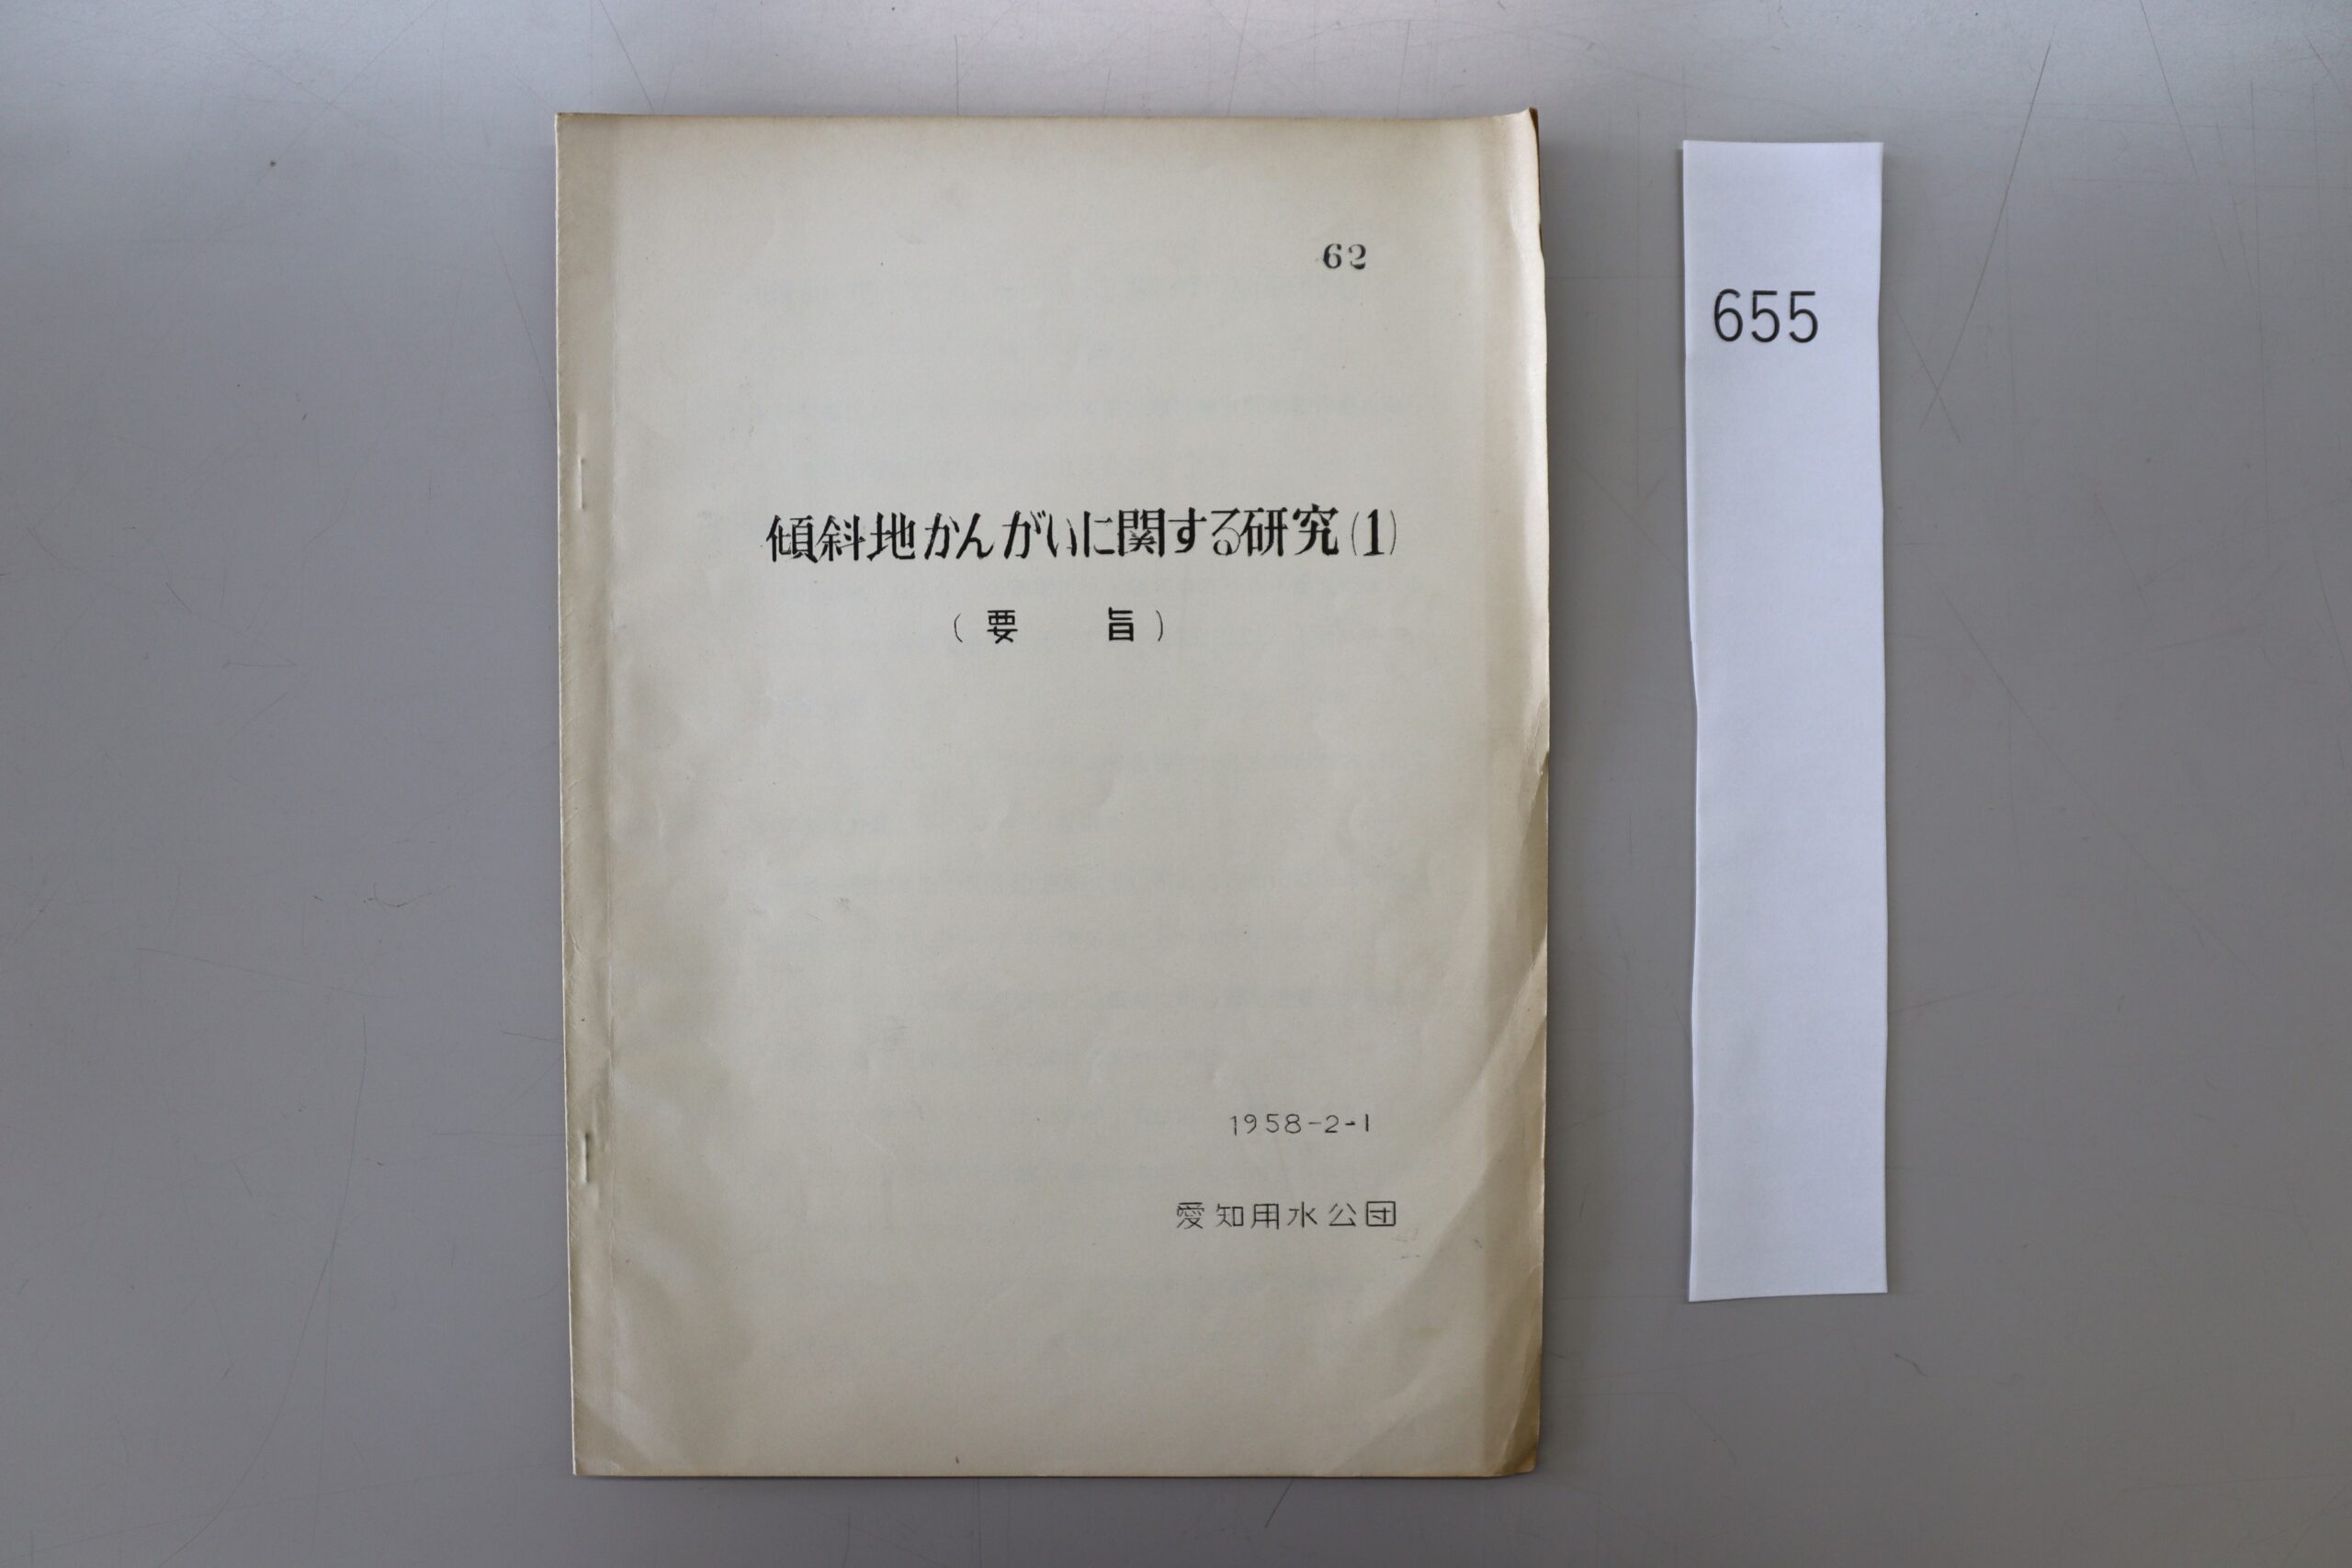 62
傾斜地かんがいに関する研究(1)
(要 旨)
1958-2-1
愛知用水公団
655